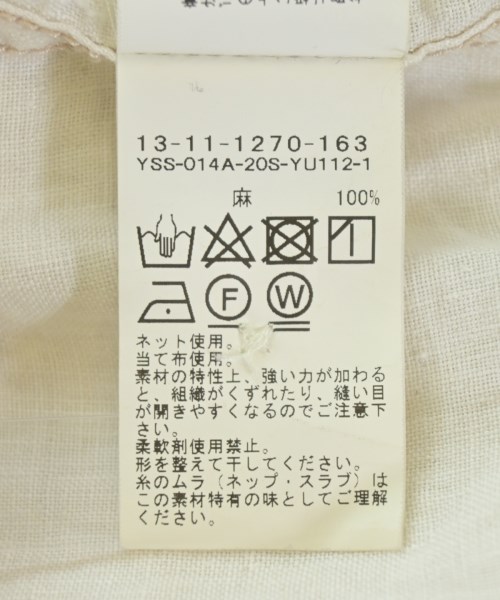 13-11-1270-163
YSS-014A-20S-YU112-1
麻 100%
F W
ネット使用。
当て布使用。
素材の特性上、強い力が加わる
と、組織がくずれたり、縫い目
が開きやすくなるのでご注意下
さい。
柔軟剤使用禁止。
形を整えて干してください。
糸のムラ（ネップ・スラブ）は
この素材特有の味としてご理解
ください。